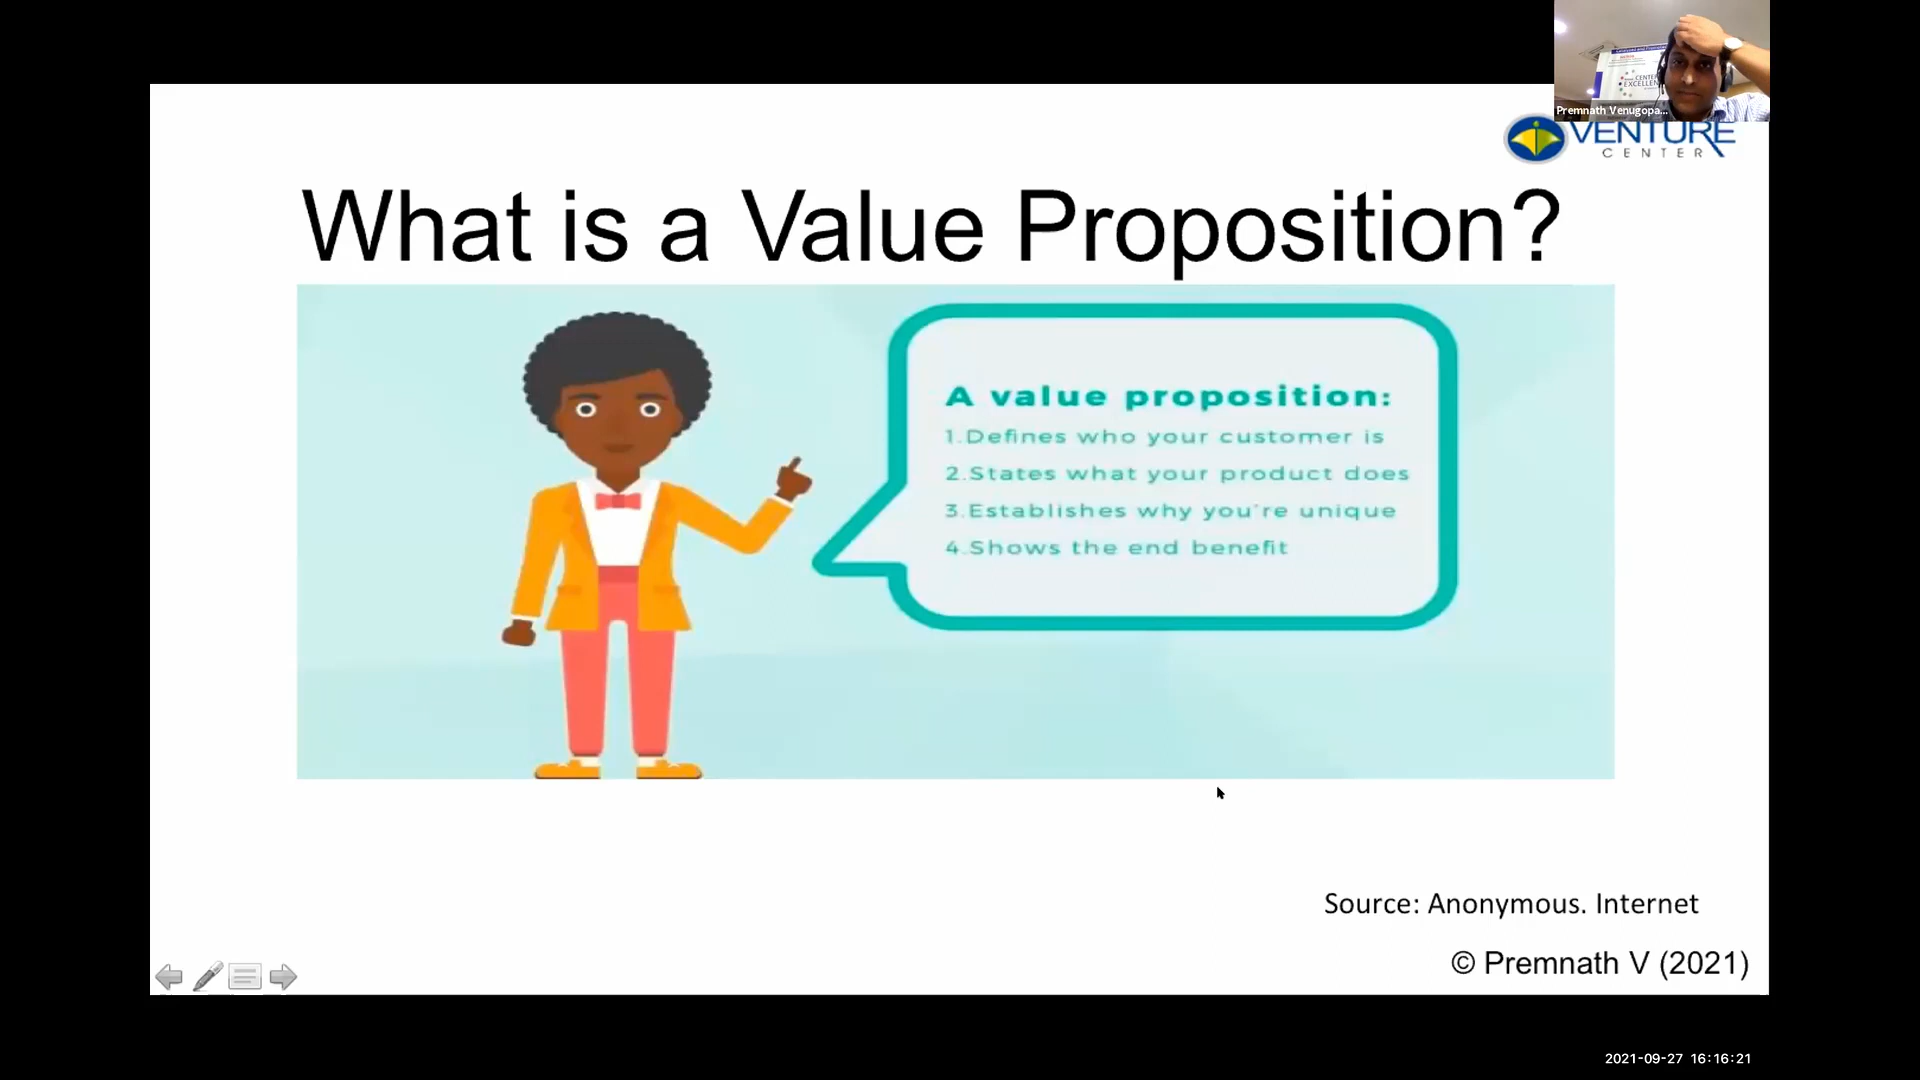 CENTER
EXCELLEN
Premnath Venugopa...
VENTURE
CENTER
What is a Value Proposition?
A value proposition:
1.Defines who your customer is
2.States what your product does
3.Establishes why you're unique
4.Shows the end benefit
Source: Anonymous. Internet
© Premnath V (2021)
2021-09-27 16:16:21